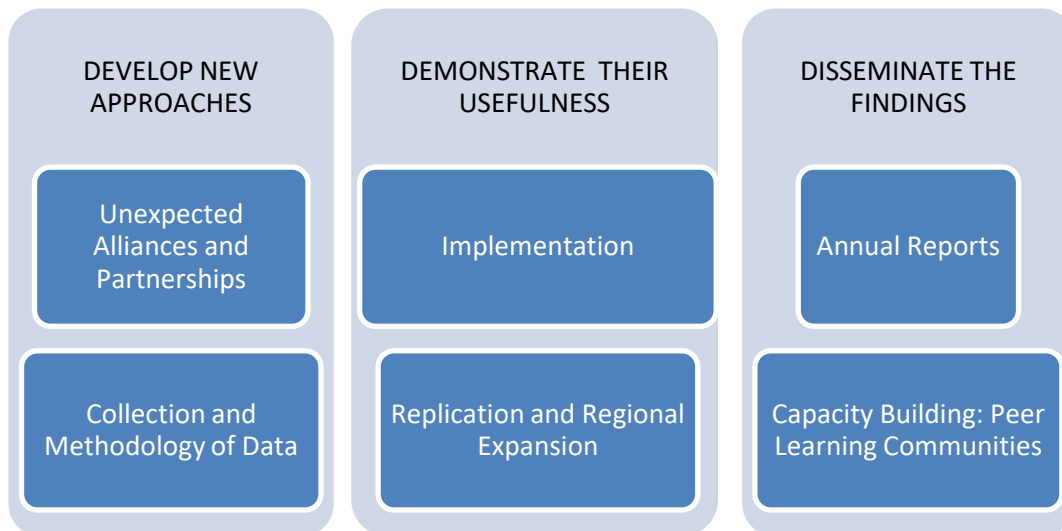 DEVELOP NEW
APPROACHES
Unexpected
Alliances and
Partnerships
Collection and
Methodology of Data
DEMONSTRATE THEIR
USEFULNESS
Implementation
Replication and Regional
Expansion
DISSEMINATE THE
FINDINGS
Annual Reports
Capacity Building: Peer
Learning Communities